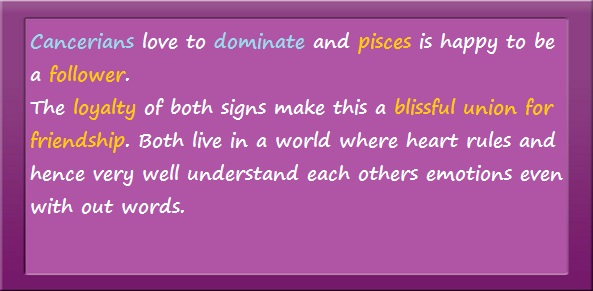 Cancerians love to dominate and pisces is happy to be
a follower.
The loyalty of both signs make this a blissful union for
friendship. Both live in a world where heart rules and
hence very well understand each others emotions even
with out words.